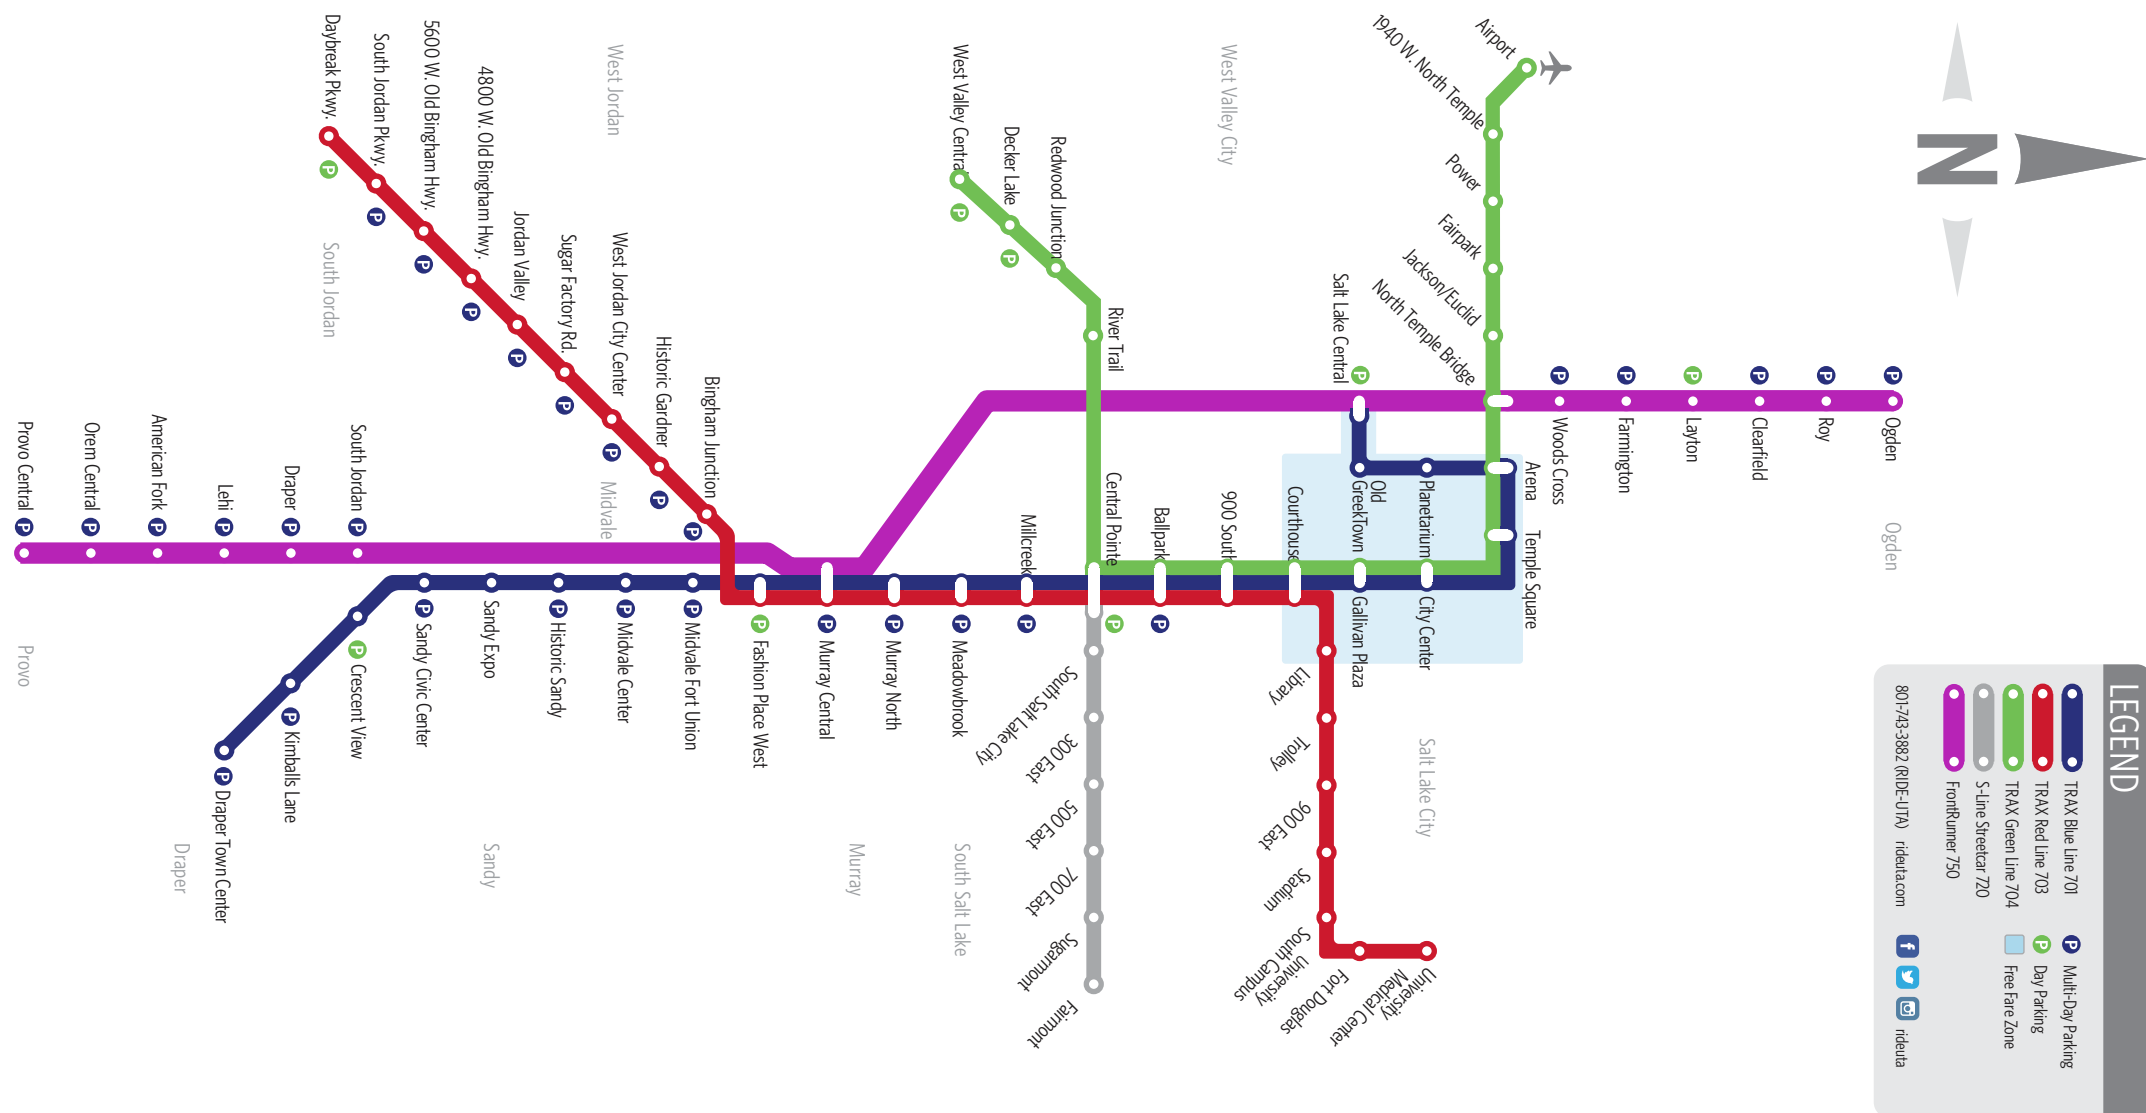 Airport
1940 W. North Temple
Power
Fairpark
Jackson/Euclid
North Temple Bridge
Arena
Temple Square
City Center
Gallivan Plaza
Planetarium
Old
GreekTown
Salt Lake Central
Courthouse
900 South
Ballpark
Central Pointe
River Trail
Redwood Junction
Decker Lake
West Valley Central
Ogden
Roy
Clearfield
Layton
Farmington
Woods Cross
Library
Trolley
900 East
Stadium
University
South Campus
Fort Douglas
University
Medical Center
South Salt Lake City
300 East
500 East
700 East
Sugarmont
Fairmont
Millcreek
Meadowbrook
Murray North
Murray Central
Fashion Place West
Bingham Junction
Historic Gardner
West Jordan City Center
Sugar Factory Rd.
Jordan Valley
4800 W. Old Bingham Hwy.
5600 W. Old Bingham Hwy.
South Jordan Pkwy.
Daybreak Pkwy.
Midvale Fort Union
Midvale Center
Historic Sandy
Sandy Expo
Sandy Civic Center
Crescent View
Kimballs Lane
Draper Town Center
South Jordan
Draper
Lehi
American Fork
Orem Central
Provo Central
Ogden
Salt Lake City
West Valley City
South Salt Lake
Murray
West Jordan
Midvale
Sandy
South Jordan
Draper
Provo
N
LEGEND
TRAX Blue Line 701
TRAX Red Line 703
TRAX Green Line 704
S-Line Streetcar 720
FrontRunner 750
P Multi-Day Parking
P Day Parking
Free Fare Zone
801-743-3882 (RIDE-UTA) rideuta.com
rideuta